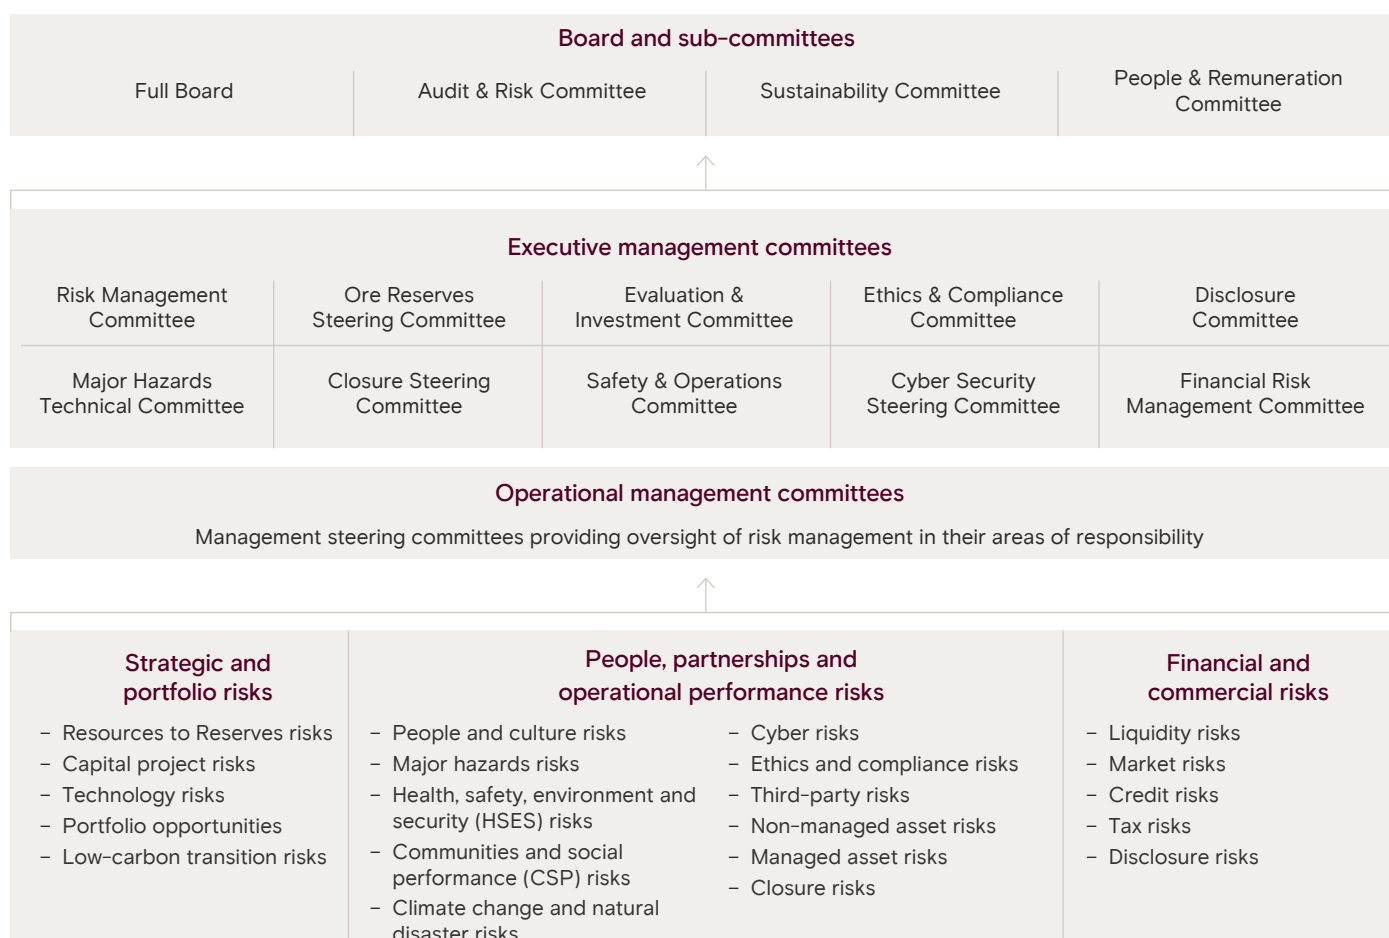 Board and sub-committees
Full Board
Audit & Risk Committee
Sustainability Committee
People & Remuneration
Committee
Executive management committees
Risk Management
Committee
Ore Reserves
Steering Committee
Evaluation &
Investment Committee
Ethics & Compliance
Committee
Disclosure
Committee
Major Hazards
Technical Committee
Closure Steering
Committee
Safety & Operations
Committee
Cyber Security
Steering Committee
Financial Risk
Management Committee
Operational management committees
Management steering committees providing oversight of risk management in their areas of responsibility
Strategic and
portfolio risks
– Resources to Reserves risks
– Capital project risks
– Technology risks
– Portfolio opportunities
– Low-carbon transition risks
People, partnerships and
operational performance risks
– People and culture risks
– Major hazards risks
– Health, safety, environment and
security (HSES) risks
– Communities and social
performance (CSP) risks
– Climate change and natural
disaster risks
– Cyber risks
– Ethics and compliance risks
– Third-party risks
– Non-managed asset risks
– Managed asset risks
– Closure risks
Financial and
commercial risks
– Liquidity risks
– Market risks
– Credit risks
– Tax risks
– Disclosure risks